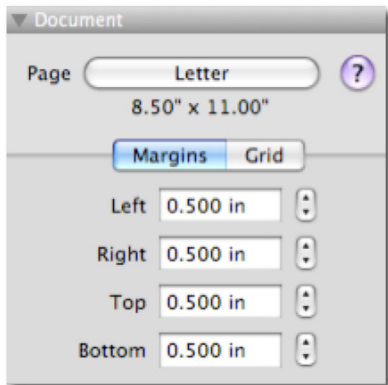 Document
Page Letter ?
8.50" x 11.00"
Margins Grid
Left 0.500 in
Right 0.500 in
Top 0.500 in
Bottom 0.500 in